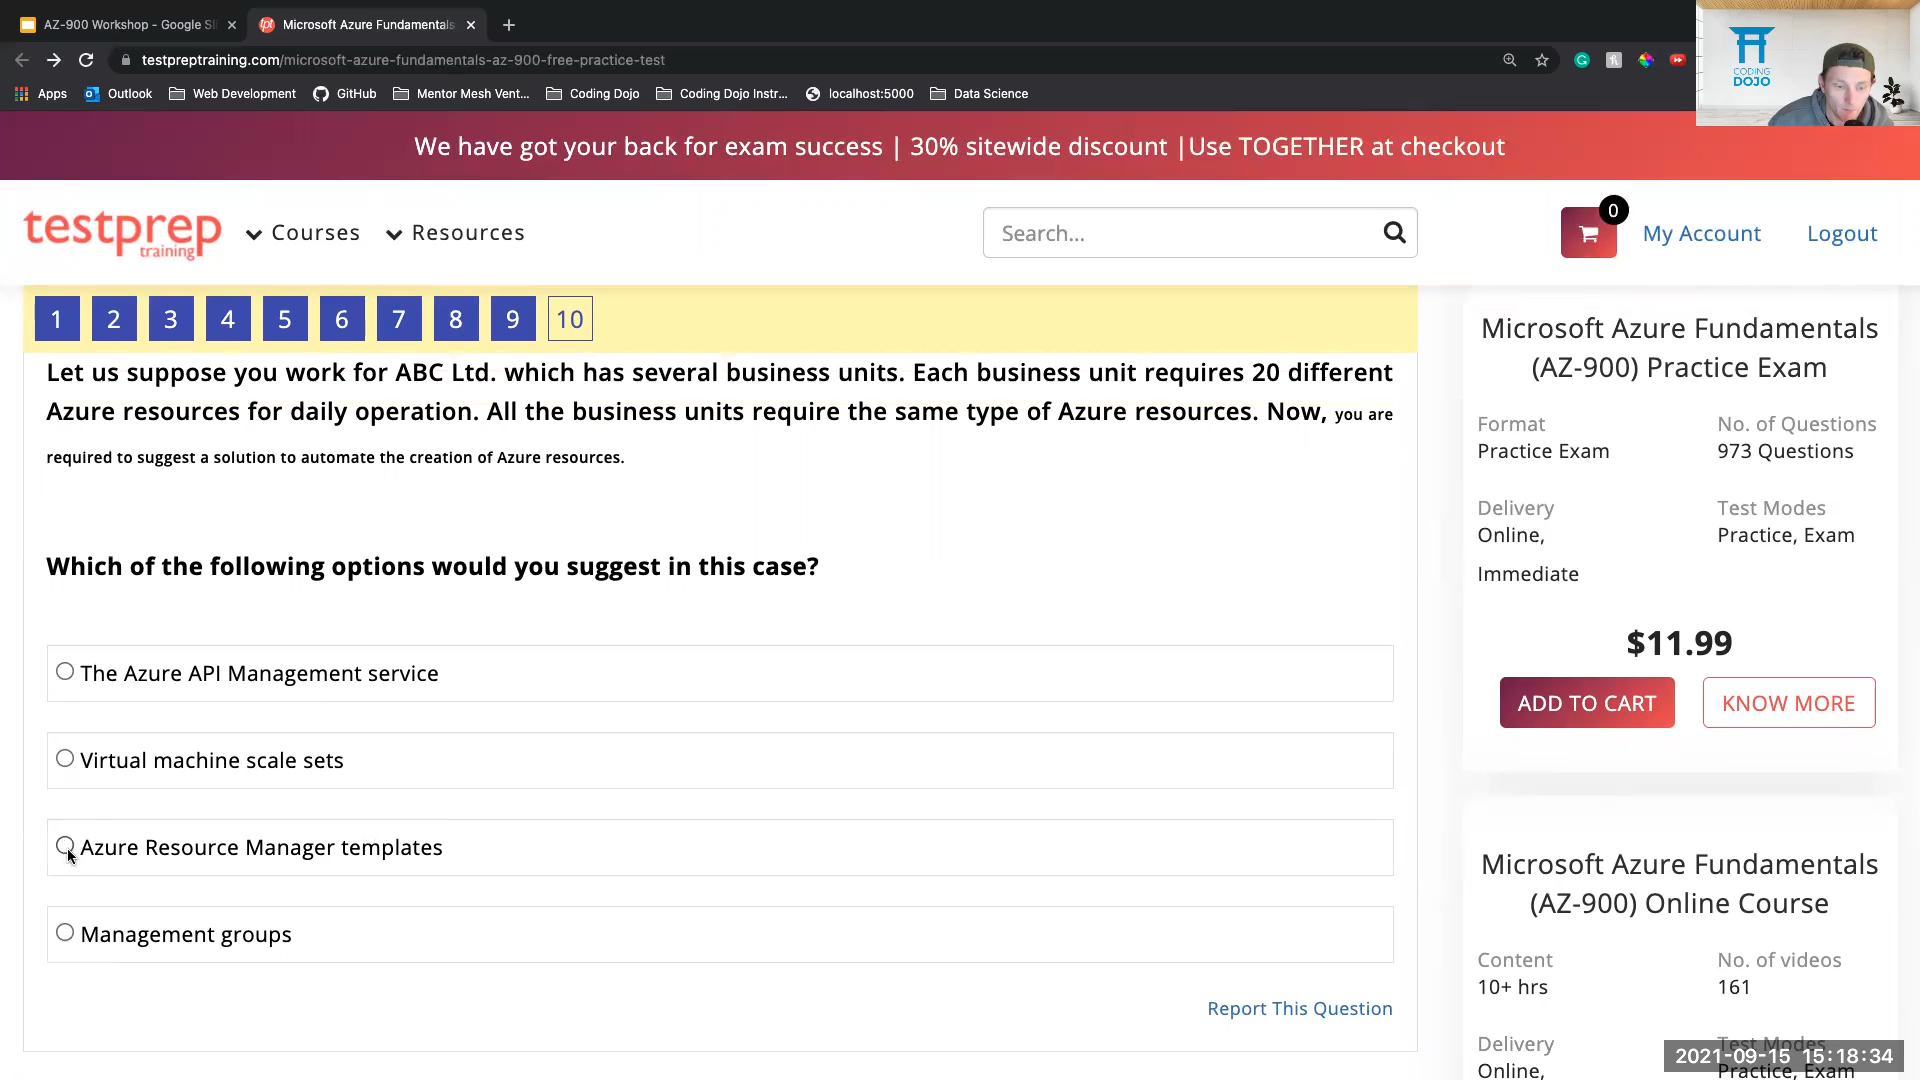 AZ-900 Workshop - Google Sl
Microsoft Azure Fundamentals
testpreptraining.com/microsoft-azure-fundamentals-az-900-free-practice-test
Apps
Outlook
Web Development
GitHub
Mentor Mesh Vent...
Coding Dojo
Coding Dojo Instr...
localhost:5000
Data Science
CODING
DOJO
We have got your back for exam success | 30% sitewide discount |Use TOGETHER at checkout
testprep
training
Courses
Resources
Search...
0
My Account
Logout
1 2 3 4 5 6 7 8 9 10
Let us suppose you work for ABC Ltd. which has several business units. Each business unit requires 20 different
Azure resources for daily operation. All the business units require the same type of Azure resources. Now, you are
required to suggest a solution to automate the creation of Azure resources.
Which of the following options would you suggest in this case?
The Azure API Management service
Virtual machine scale sets
Azure Resource Manager templates
Management groups
Report This Question
Microsoft Azure Fundamentals
(AZ-900) Practice Exam
Format
Practice Exam
No. of Questions
973 Questions
Delivery
Online,
Immediate
Test Modes
Practice, Exam
$11.99
ADD TO CART
KNOW MORE
Microsoft Azure Fundamentals
(AZ-900) Online Course
Content
10+ hrs
No. of videos
161
Delivery
Online,
Test Modes
Practice, Exam
2021-09-15 15:18:34